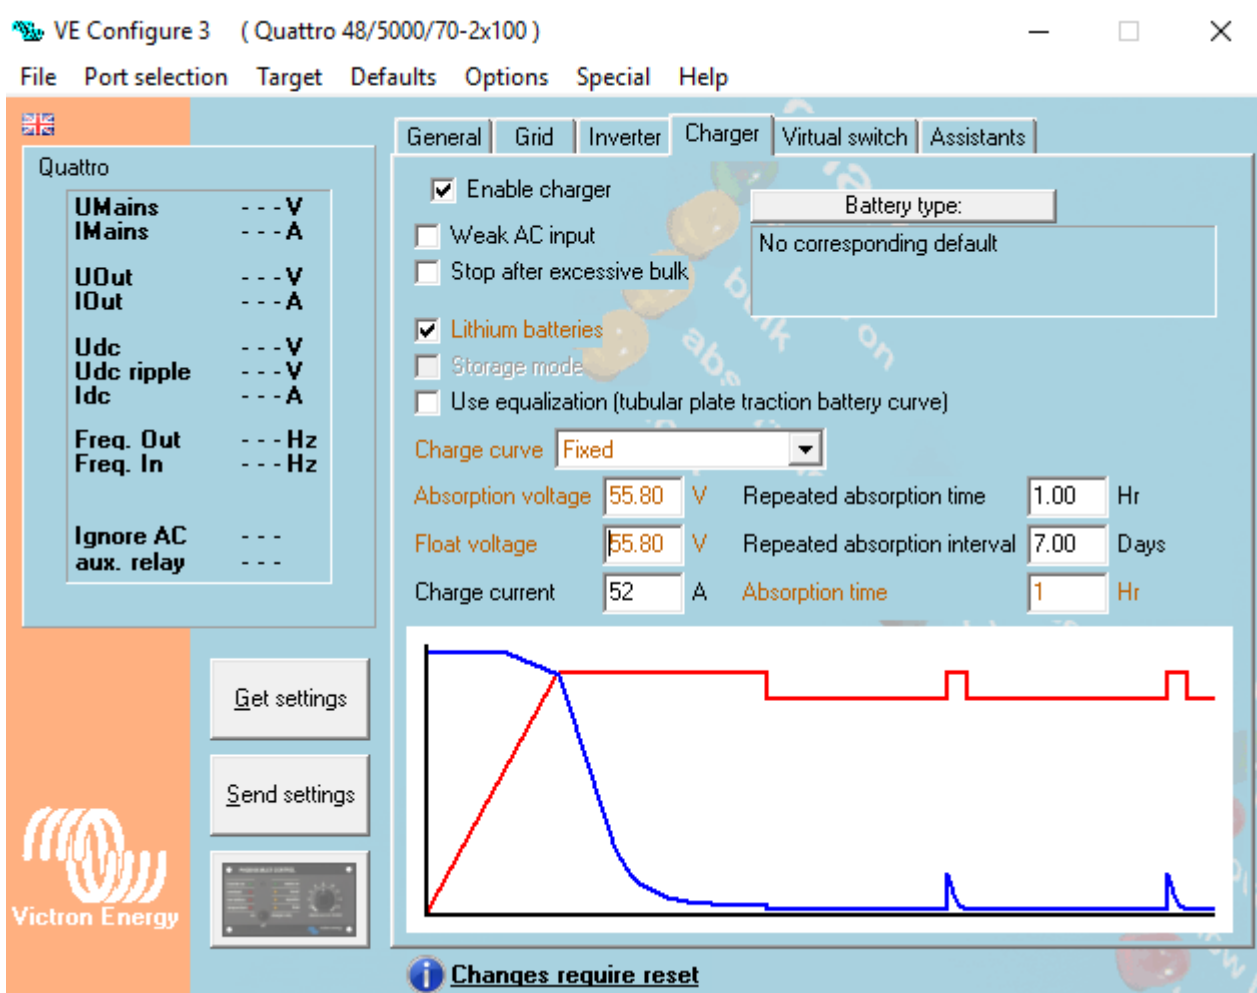 VE Configure 3 ( Quattro 48/5000/70-2x100 )
File Port selection Target Defaults Options Special Help
General Grid Inverter Charger Virtual switch Assistants
Quattro
UMains - - - V
IMains - - - A
UOut - - - V
IOut - - - A
Udc - - - V
Udc ripple - - - V
Idc - - - A
Freq. Out - - - Hz
Freq. In - - - Hz
Ignore AC - - -
aux. relay - - -
Get settings
Send settings
Victron Energy
Enable charger
Battery type:
No corresponding default
Weak AC input
Stop after excessive bulk
Lithium batteries
Storage mode
Use equalization (tubular plate traction battery curve)
Charge curve Fixed
Absorption voltage 55.80 V Repeated absorption time 1.00 Hr
Float voltage 55.80 V Repeated absorption interval 7.00 Days
Charge current 52 A Absorption time 1 Hr
Changes require reset
bulk
abs
on